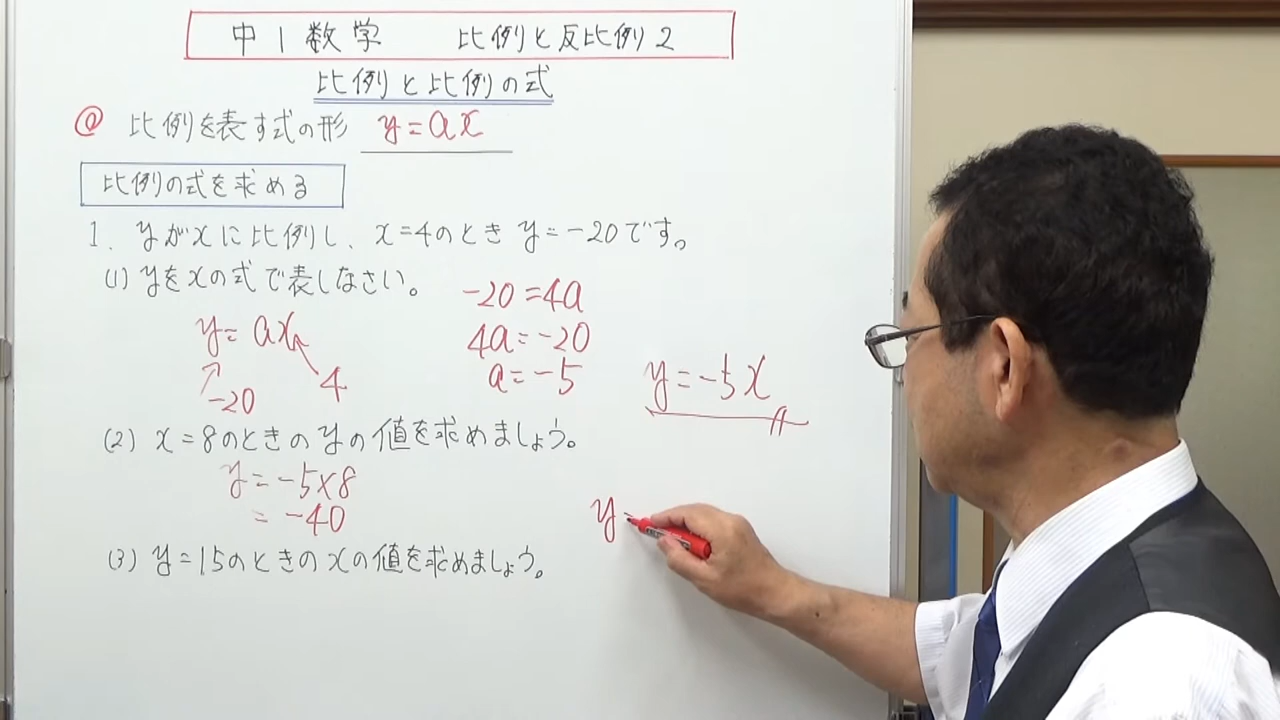 中1数学　比例と反比例2
比例と比例の式
@ 比例を表す式の形 y=ax
比例の式を求める
1. yがxに比例し、x=4のとき y=-20です。
(1) yをxの式で表しなさい。
y=ax
-20
4
-20=4a
4a=-20
a=-5
y=-5x
(2) x=8のときのyの値を求めましょう。
y=-5×8
=-40
y
(3) y=15のときのxの値を求めましょう。